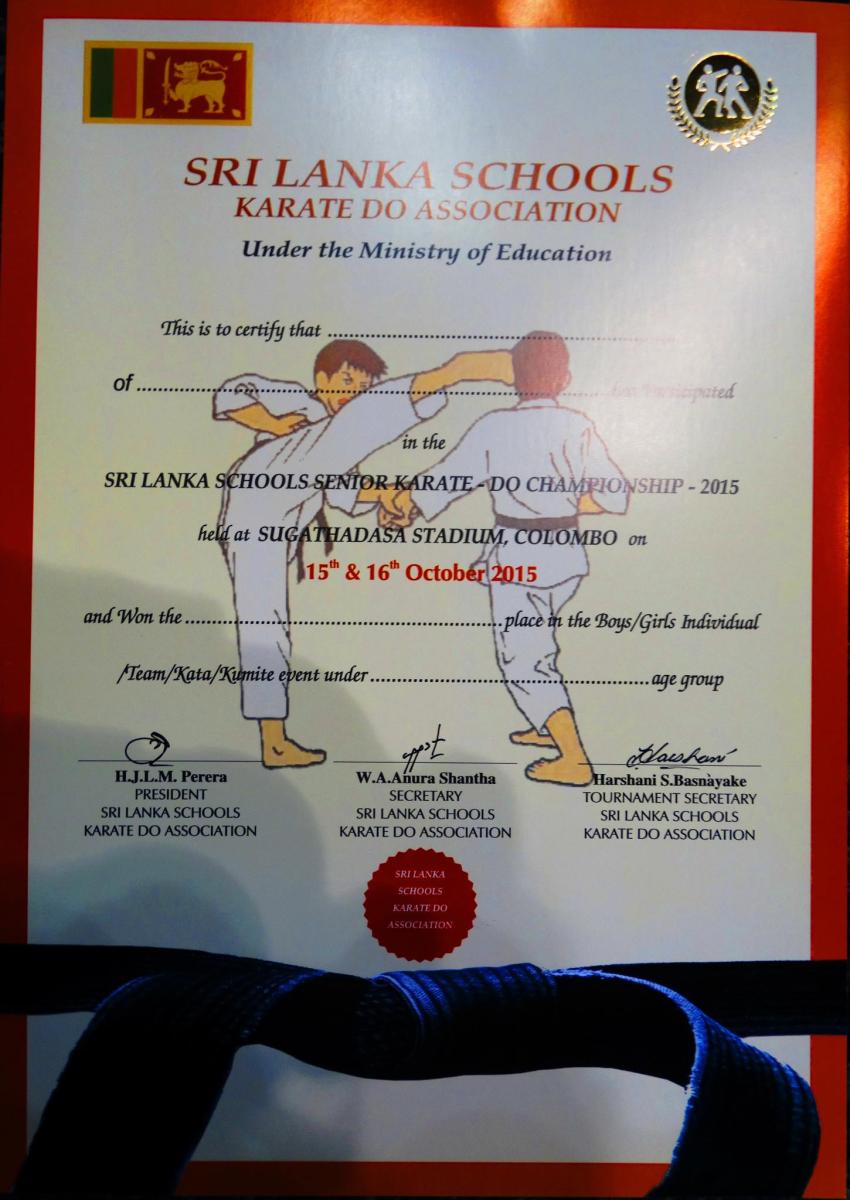 SRI LANKA SCHOOLS
KARATE DO ASSOCIATION
Under the Ministry of Education
This is to certify that ........................................
of ........................................ has Participated
in the
SRI LANKA SCHOOLS SENIOR KARATE - DO CHAMPIONSHIP - 2015
held at SUGATHADASA STADIUM, COLOMBO on
15th & 16th October 2015
and Won the ........................................ place in the Boys/Girls Individual
/Team/Kata/Kumite event under ........................................ age group
H.J.L.M. Perera
PRESIDENT
SRI LANKA SCHOOLS
KARATE DO ASSOCIATION
W.A.Anura Shantha
SECRETARY
SRI LANKA SCHOOLS
KARATE DO ASSOCIATION
Harshani
Harshani S.Basnayake
TOURNAMENT SECRETARY
SRI LANKA SCHOOLS
KARATE DO ASSOCIATION
SRI LANKA
SCHOOLS
KARATE DO
ASSOCIATION